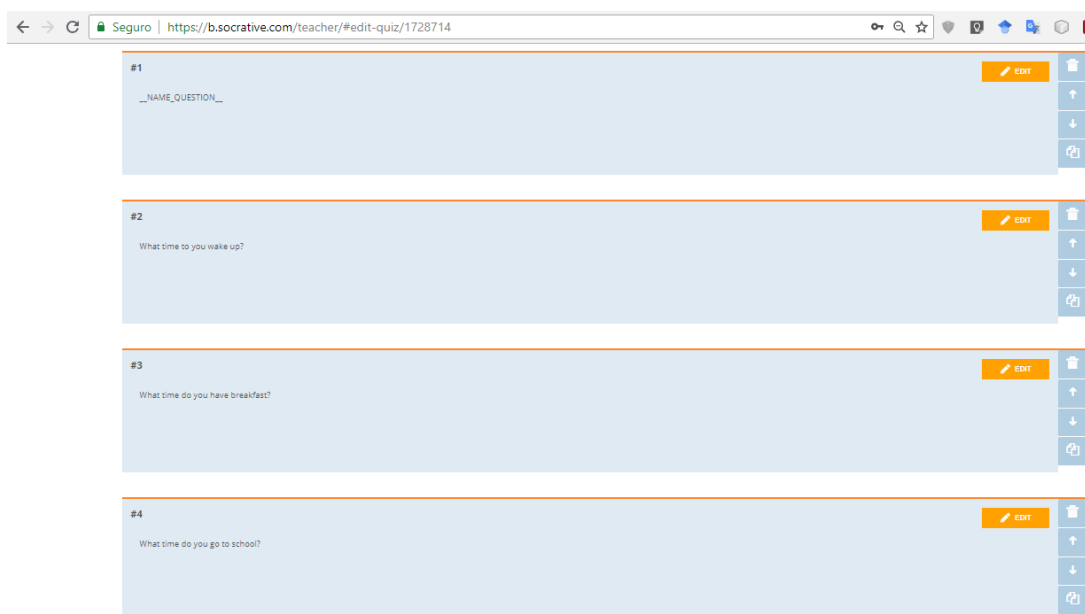 Seguro | https://b.socrative.com/teacher/#edit-quiz/1728714
#1
EDIT
__NAME_QUESTION__
#2
EDIT
What time to you wake up?
#3
EDIT
What time do you have breakfast?
#4
EDIT
What time do you go to school?